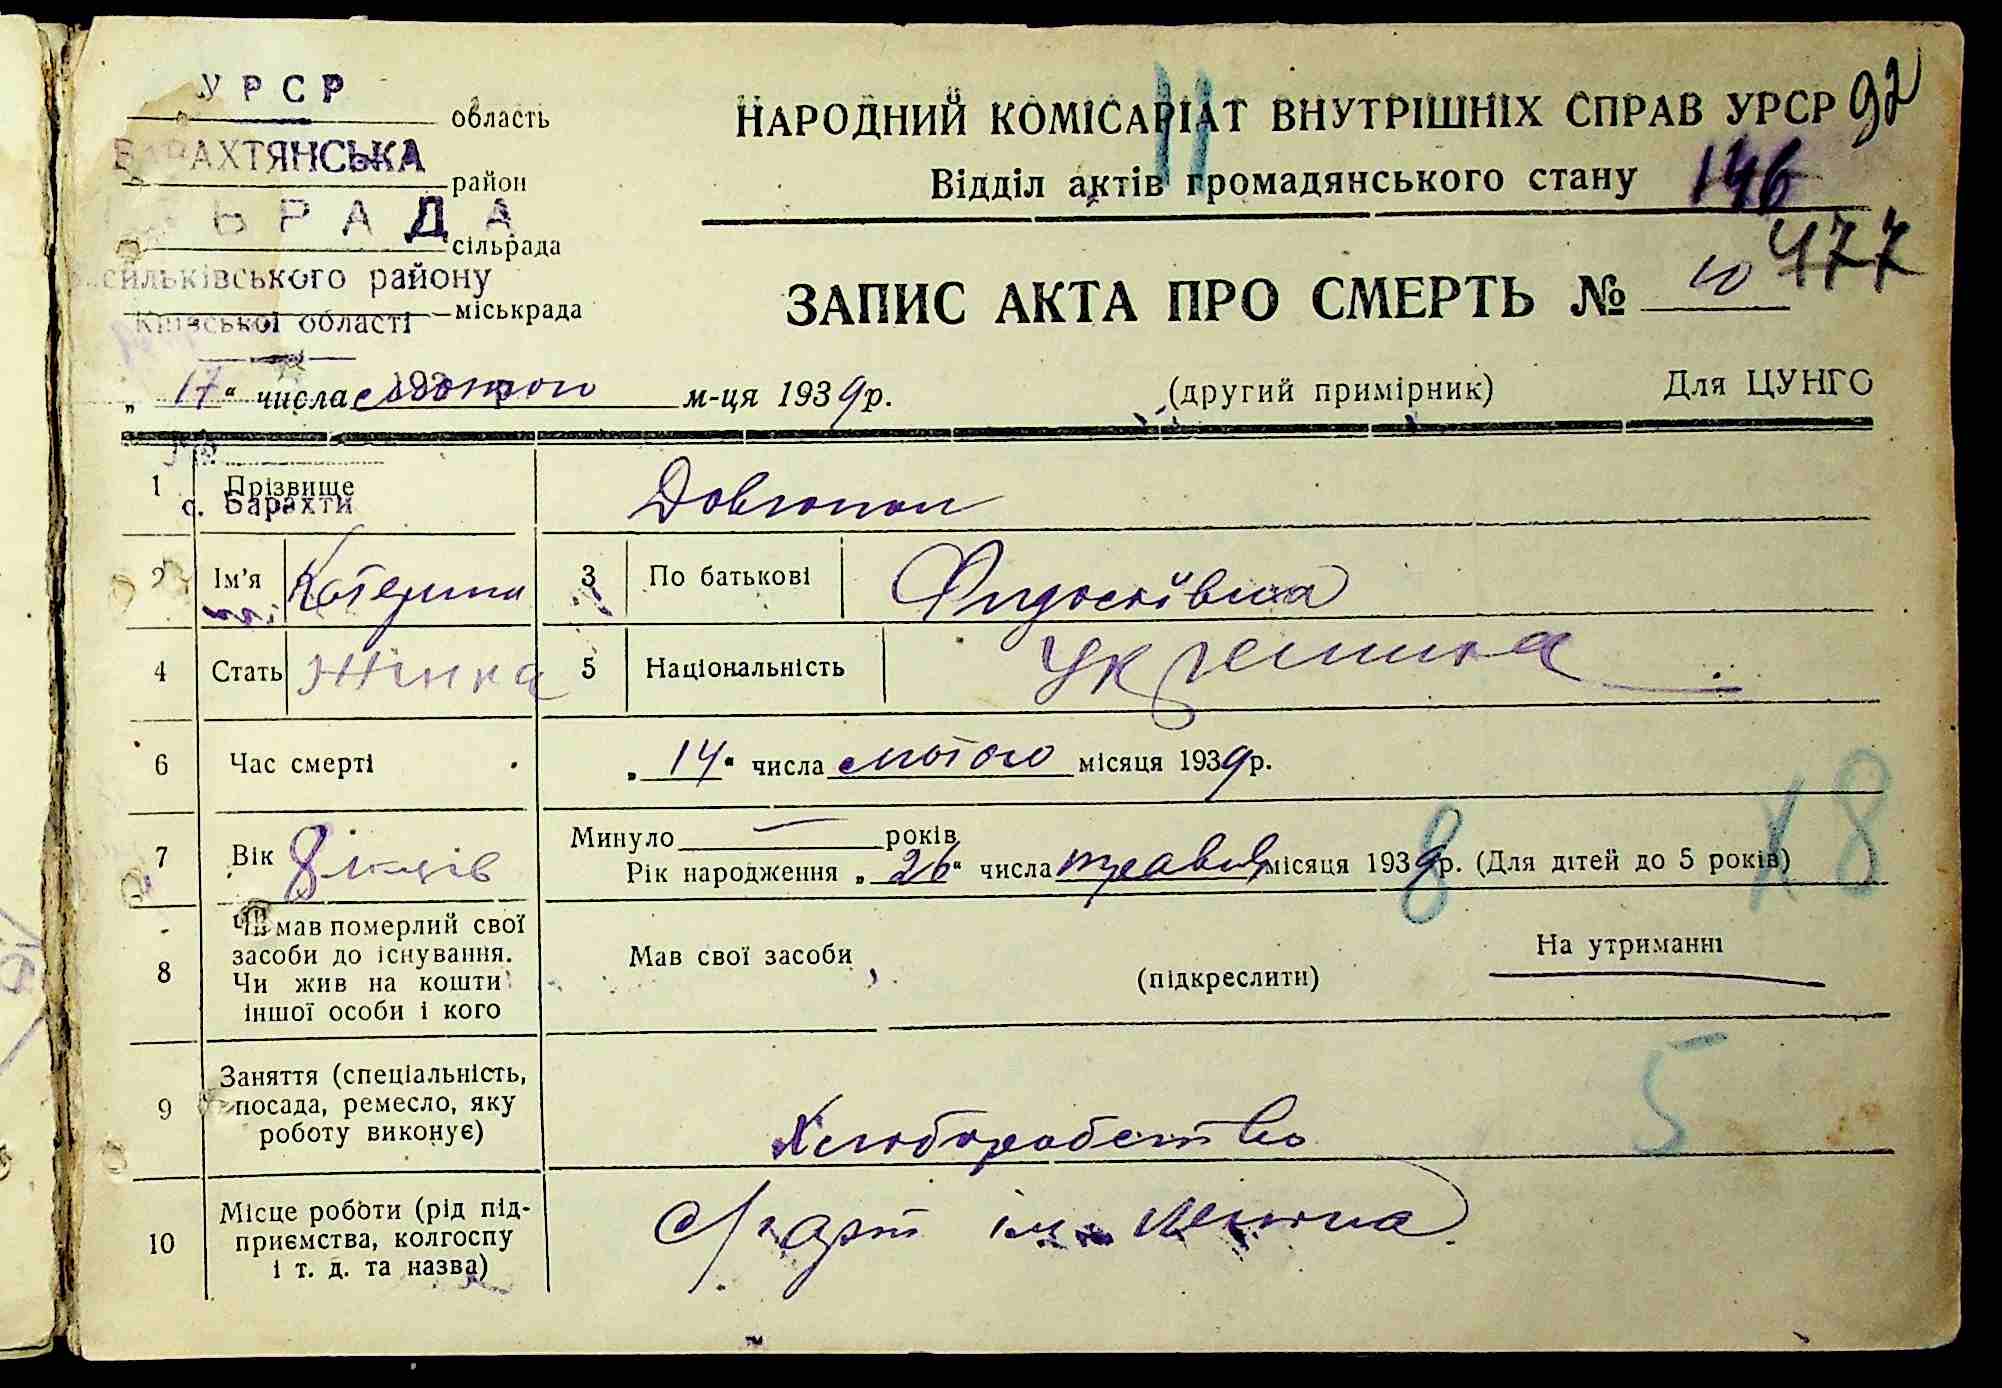 УРСР
область
БАРАХТЯНСЬКА
район
Ь Р А Д А
сільрада
сильківського району
міськрада
Київської області
НАРОДНИЙ КОМІСАРІАТ ВНУТРІШНІХ СПРАВ УРСР 92
Відділ актів громадянського стану 146
477
ЗАПИС АКТА ПРО СМЕРТЬ № 10
„ 17 “ числа лютого м-ця 1939 р. (другий примірник) Для ЦУНГО
193
1 Прізвище Довгопол
с. Барахти
2 Ім'я Катерина 3 По батькові Фидосіївна
4 Стать Жінка 5 Національність Українка
6 Час смерті „ 14 “ числа лютого місяця 1939 р.
7 Вік 8 місяців Минуло — років
Рік народження „ 26 “ числа травня місяця 1938 р. (Для дітей до 5 років)
8
8 Чи мав померлий свої засоби до існування. Чи жив на кошти іншої особи і кого
Мав свої засоби (підкреслити) На утриманні
5
9 Заняття (спеціальність, посада, ремесло, яку роботу виконує) Хліборобство
10 Місце роботи (рід підприємства, колгоспу і т. д. та назва) С/г арт ім. Леніна